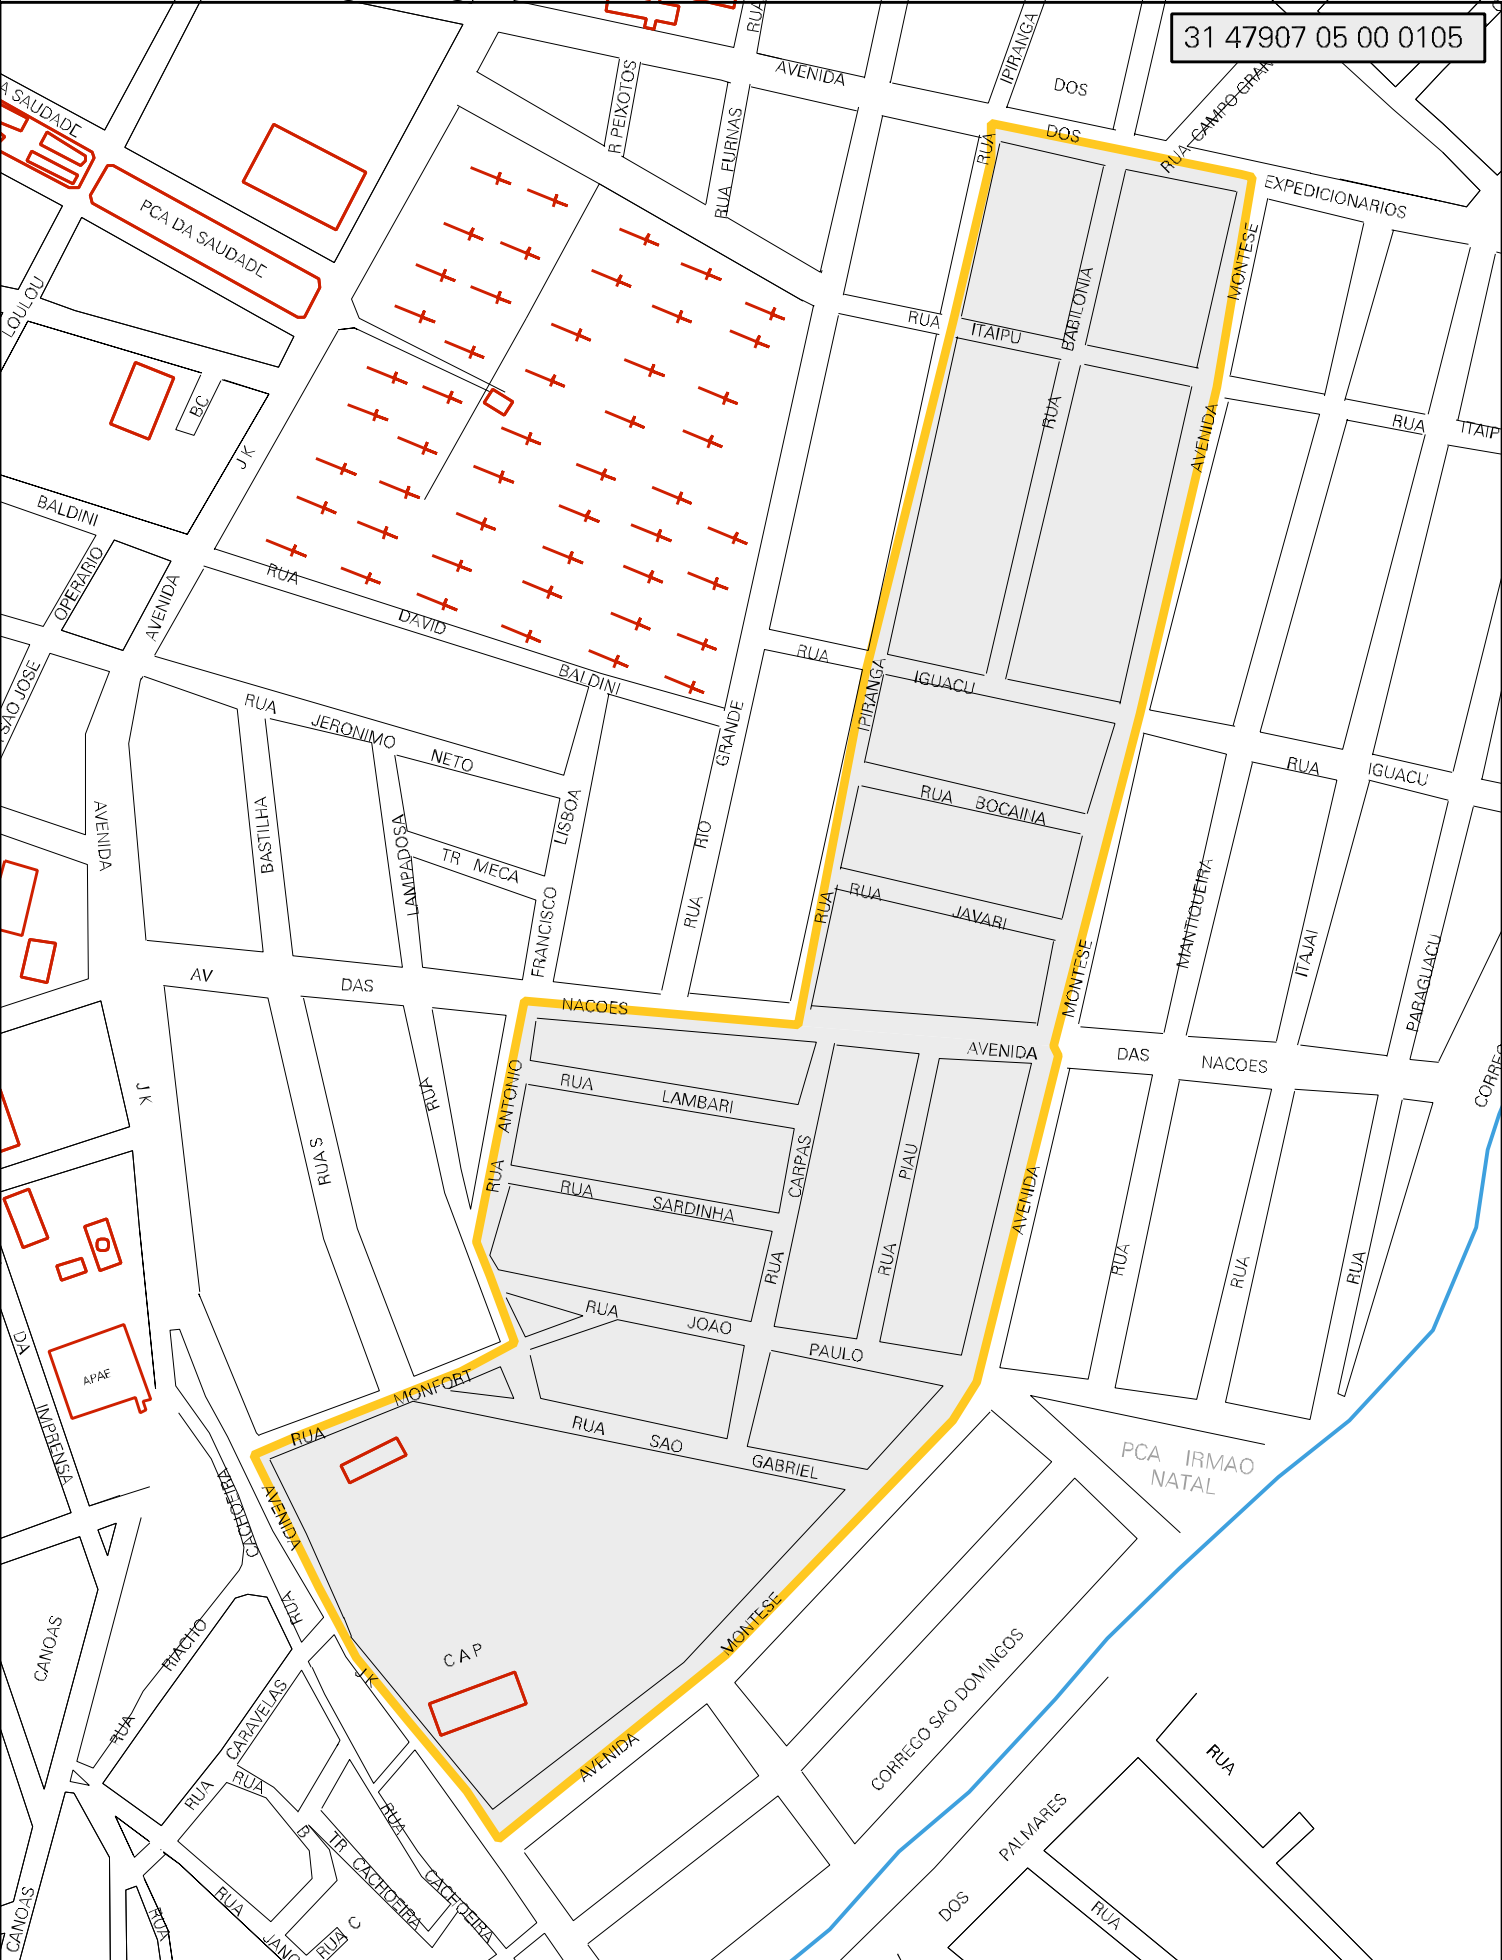 31 47907 05 00 0105
IPIRANGA
RUA
AVENIDA
DOS
RUA CAMPO GRAN
A SAUDADE
R PEIXOTOS
RUA FURNAS
RUA
DOS
EXPEDICIONARIOS
PCA DA SAUDADE
LOULOU
MONTESE
BABILONIA
RUA
ITAIPU
RUA
AVENIDA
RUA
ITAIP
BC
J K
BALDINI
OPERARIO
AVENIDA
RUA
DAVID
BALDINI
RUA
IGUACU
IPIRANGA
SAO JOSE
RUA
JERONIMO
NETO
GRANDE
RUA
IGUACU
RUA
BOCAINA
AVENIDA
BASTILHA
LAMPADOSA
LISBOA
TR MECA
RIO
RUA
RUA
RUA
JAVARI
MANTIQUEIRA
ITAJAI
PARAGUACU
FRANCISCO
MONTESE
AV
DAS
NACOES
AVENIDA
DAS
NACOES
CORREG
J K
RUA
ANTONIO
RUA
LAMBARI
RUA S
RUA
CARPAS
PIAU
RUA
SARDINHA
AVENIDA
RUA
RUA
RUA
RUA
RUA
RUA
JOAO
PAULO
DA
IMPRENSA
APAE
MONFORT
RUA
RUA
SAO
GABRIEL
PCA IRMAO
NATAL
AVENIDA
CACHOEIRA
RUA
CANOAS
RIACHO
RUA
CARAVELAS
RUA
J K
C A P
MONTESE
AVENIDA
CORREGO SAO DOMINGOS
RUA
RUA
B
TR CACHOEIRA
RUA
CACHOEIRA
PALMARES
DOS
RUA
CANOAS
RUA
RUA
RUA C